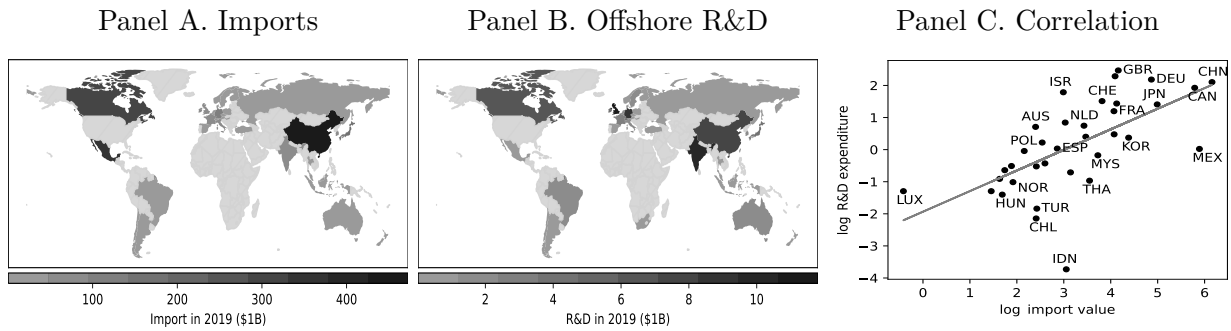 Panel A. Imports
Panel B. Offshore R&D
Panel C. Correlation
100 200 300 400
Import in 2019 ($1B)
2 4 6 8 10
R&D in 2019 ($1B)
log R&D expenditure
2
1
0
−1
−2
−3
−4
GBR
CHN
ISR
DEU
CHE
JPN
CAN
AUS
NLD
FRA
POL
ESP
KOR
MEX
MYS
LUX
NOR
THA
HUN
TUR
CHL
IDN
0 1 2 3 4 5 6
log import value